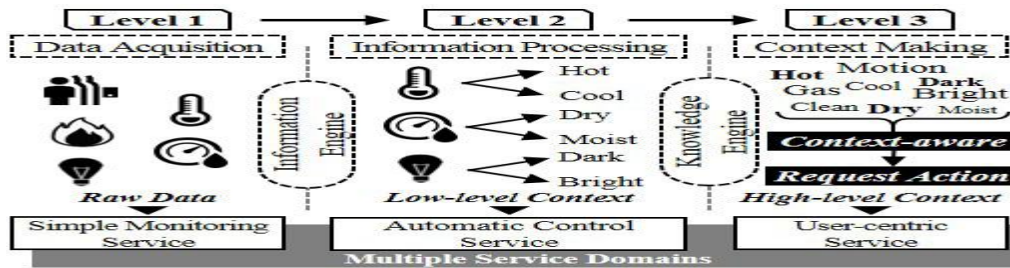 Level 1
Level 2
Level 3
Data Acquisition
Information Processing
Context Making
Information Engine
Hot
Cool
Dry
Moist
Dark
Bright
Knowledge Engine
Hot Motion Dark
Gas Cool Bright
Clean Dry Moist
Context-aware
Request Action
Raw Data
Low-level Context
High-level Context
Simple Monitoring
Service
Automatic Control
Service
User-centric
Service
Multiple Service Domains